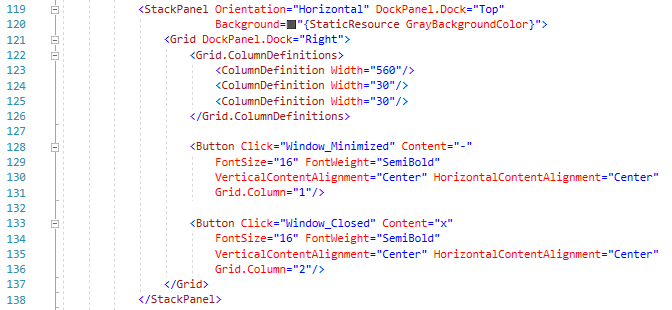 119 <StackPanel Orientation="Horizontal" DockPanel.Dock="Top"
120 Background="{StaticResource GrayBackgroundColor}">
121 <Grid DockPanel.Dock="Right">
122 <Grid.ColumnDefinitions>
123 <ColumnDefinition Width="560"/>
124 <ColumnDefinition Width="30"/>
125 <ColumnDefinition Width="30"/>
126 </Grid.ColumnDefinitions>
127
128 <Button Click="Window_Minimized" Content="-"
129 FontSize="16" FontWeight="SemiBold"
130 VerticalContentAlignment="Center" HorizontalContentAlignment="Center"
131 Grid.Column="1"/>
132
133 <Button Click="Window_Closed" Content="x"
134 FontSize="16" FontWeight="SemiBold"
135 VerticalContentAlignment="Center" HorizontalContentAlignment="Center"
136 Grid.Column="2"/>
137 </Grid>
138 </StackPanel>